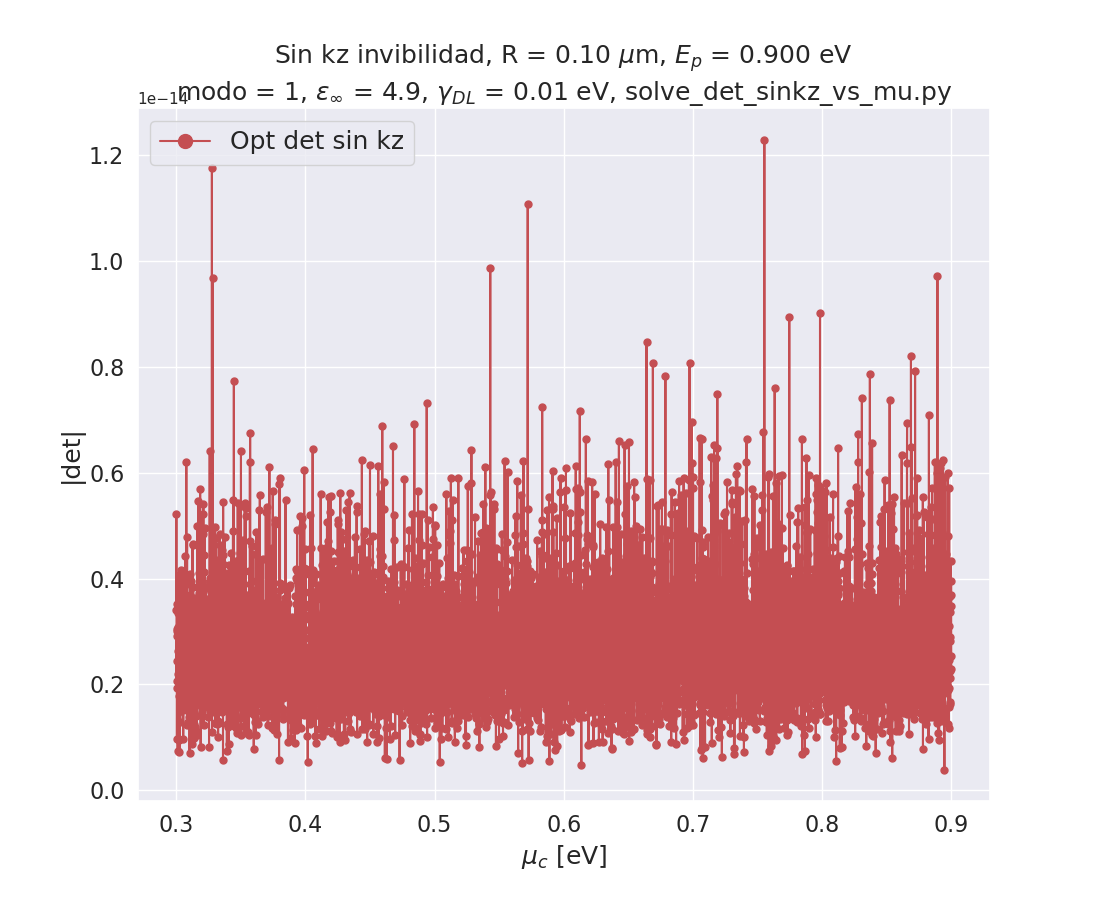 Sin kz invibilidad, R = 0.10 μm, E_p = 0.900 eV
modo = 1, ε_∞ = 4.9, γ_DL = 0.01 eV, solve_det_sinkz_vs_mu.py
1e−14
Opt det sin kz
1.2
1.0
0.8
0.6
0.4
0.2
0.0
|det|
0.3 0.4 0.5 0.6 0.7 0.8 0.9
μ_c [eV]